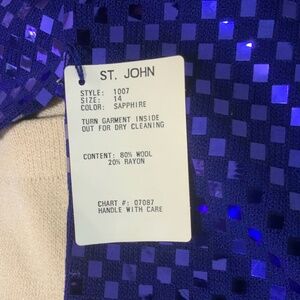 ST. JOHN
STYLE: 1007
SIZE: 14
COLOR: SAPPHIRE
TURN GARMENT INSIDE
OUT FOR DRY CLEANING
CONTENT: 80% WOOL
20% RAYON
CHART #: 07087
HANDLE WITH CARE